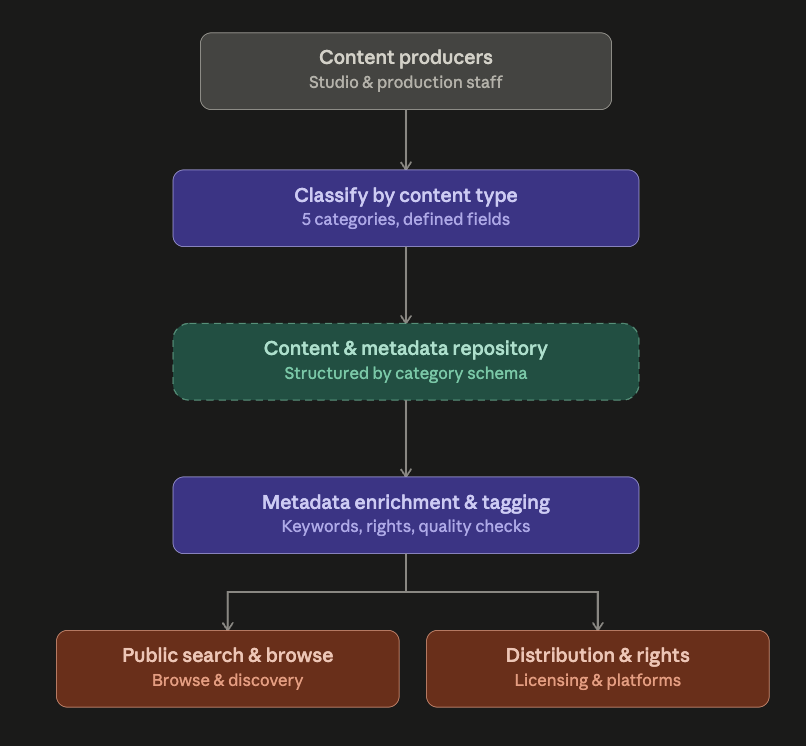 Content producers
Studio & production staff
Classify by content type
5 categories, defined fields
Content & metadata repository
Structured by category schema
Metadata enrichment & tagging
Keywords, rights, quality checks
Public search & browse
Browse & discovery
Distribution & rights
Licensing & platforms